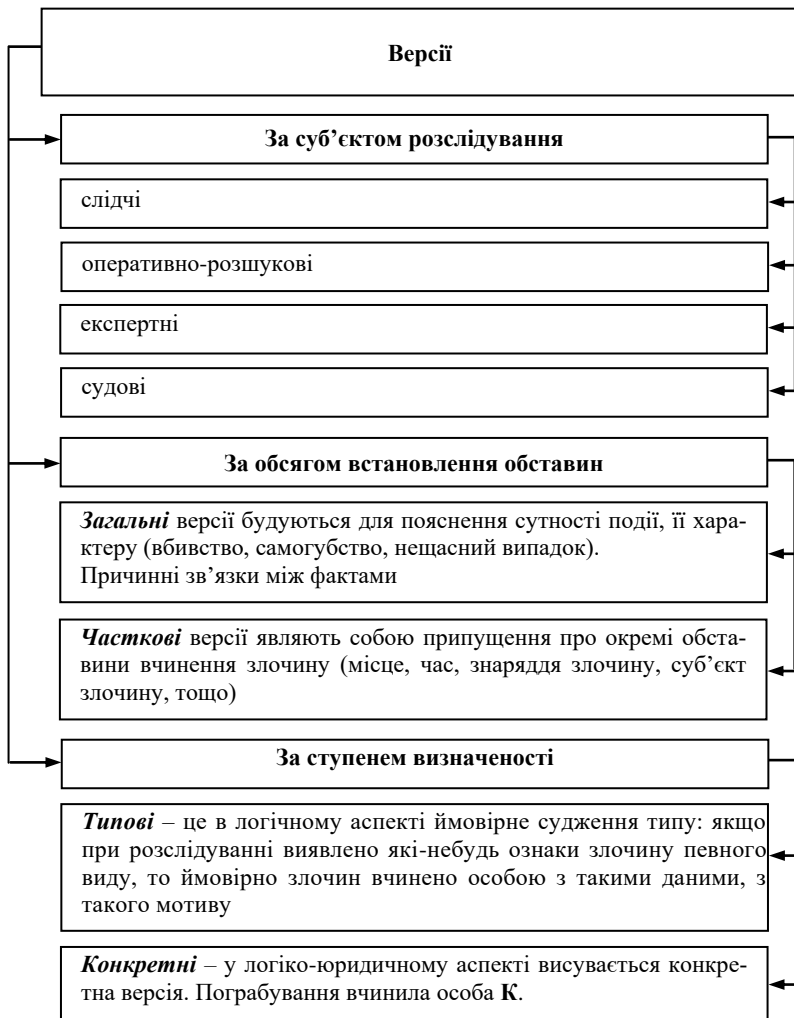 Версії
За суб’єктом розслідування
слідчі
оперативно-розшукові
експертні
судові
За обсягом встановлення обставин
Загальні версії будуються для пояснення сутності події, її хара-
ктеру (вбивство, самогубство, нещасний випадок).
Причинні зв’язки між фактами
Часткові версії являють собою припущення про окремі обста-
вини вчинення злочину (місце, час, знаряддя злочину, суб’єкт
злочину, тощо)
За ступенем визначеності
Типові – це в логічному аспекті ймовірне судження типу: якщо
при розслідуванні виявлено які-небудь ознаки злочину певного
виду, то ймовірно злочин вчинено особою з такими даними, з
такого мотиву
Конкретні – у логіко-юридичному аспекті висувається конкре-
тна версія. Пограбування вчинила особа К.